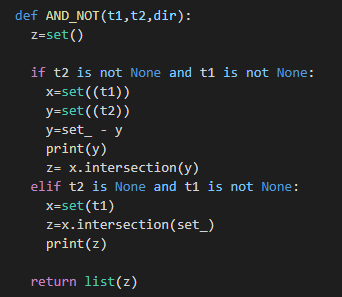 def AND_NOT(t1,t2,dir):
  z=set()

  if t2 is not None and t1 is not None:
    x=set((t1))
    y=set((t2))
    y=set_ - y
    print(y)
    z= x.intersection(y)
  elif t2 is None and t1 is not None:
    x=set(t1)
    z=x.intersection(set_)
    print(z)

  return list(z)